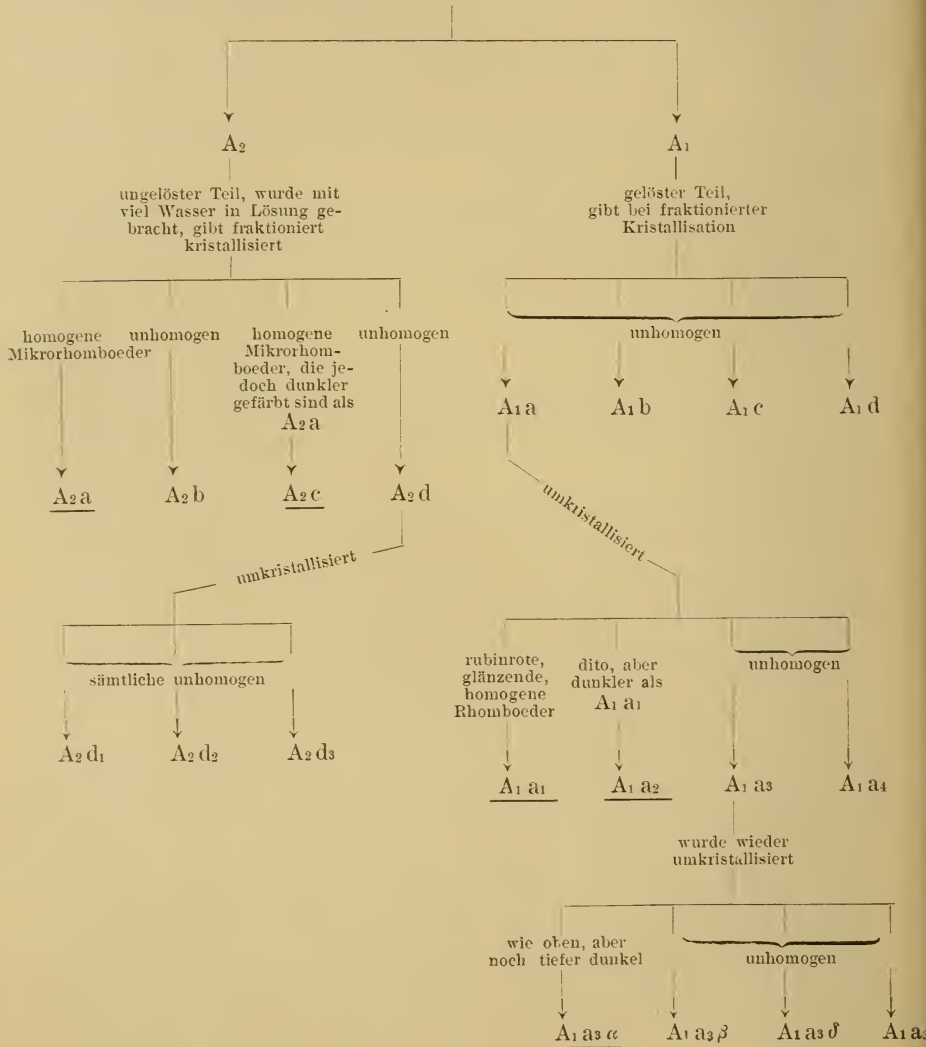 A2
ungelöster Teil, wurde mit
viel Wasser in Lösung ge-
bracht, gibt fraktioniert
kristallisiert
homogene
Mikrorhomboeder
unhomogen
homogene
Mikrorhom-
boeder, die je-
doch dunkler
gefärbt sind als
A2 a
unhomogen
A2 a
A2 b
A2 c
A2 d
umkristallisiert
sämtliche unhomogen
A2 d1
A2 d2
A2 d3
A1
gelöster Teil,
gibt bei fraktionierter
Kristallisation
unhomogen
A1 a
A1 b
A1 c
A1 d
umkristallisiert
rubinrote,
glänzende,
homogene
Rhomboeder
dito, aber
dunkler als
A1 a1
unhomogen
A1 a1
A1 a2
A1 a3
A1 a4
wurde wieder
umkristallisiert
wie oben, aber
noch tiefer dunkel
unhomogen
A1 a3 α
A1 a3 β
A1 a3 δ
A1 a